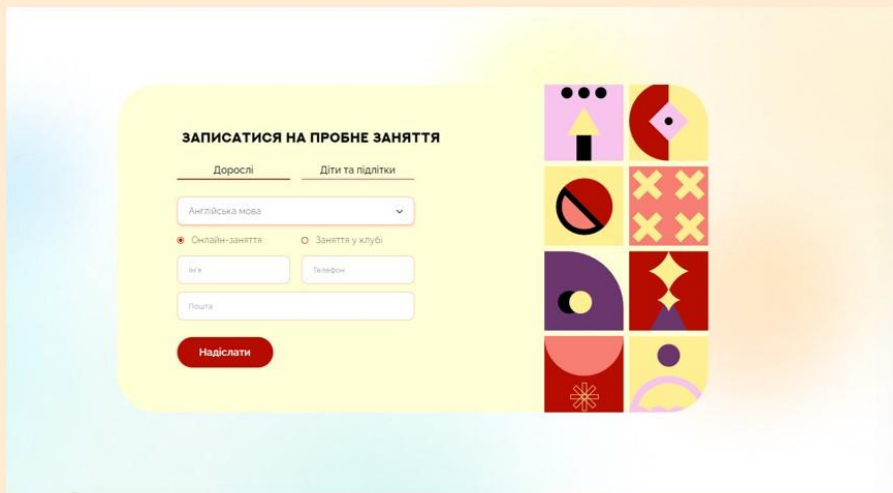 ЗАПИСАТИСЯ НА ПРОБНЕ ЗАНЯТТЯ
Дорослі Діти та підлітки
Англійська мова
Онлайн-заняття Заняття у клубі
Ім'я Телефон
Пошта
Надіслати